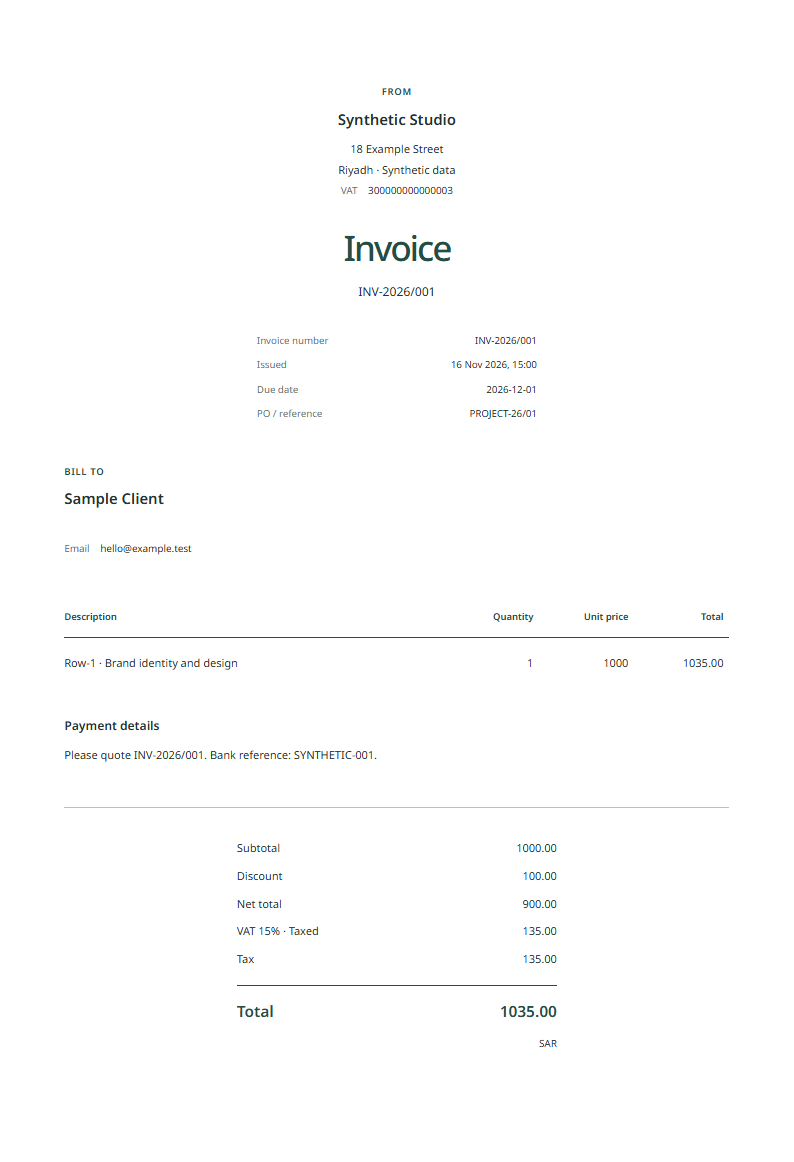 FROM
Synthetic Studio
18 Example Street
Riyadh · Synthetic data
VAT 300000000000003
Invoice
INV-2026/001
Invoice number INV-2026/001
Issued 16 Nov 2026, 15:00
Due date 2026-12-01
PO / reference PROJECT-26/01
BILL TO
Sample Client
Email hello@example.test
Description Quantity Unit price Total
Row-1 · Brand identity and design 1 1000 1035.00
Payment details
Please quote INV-2026/001. Bank reference: SYNTHETIC-001.
Subtotal 1000.00
Discount 100.00
Net total 900.00
VAT 15% · Taxed 135.00
Tax 135.00
Total 1035.00
SAR